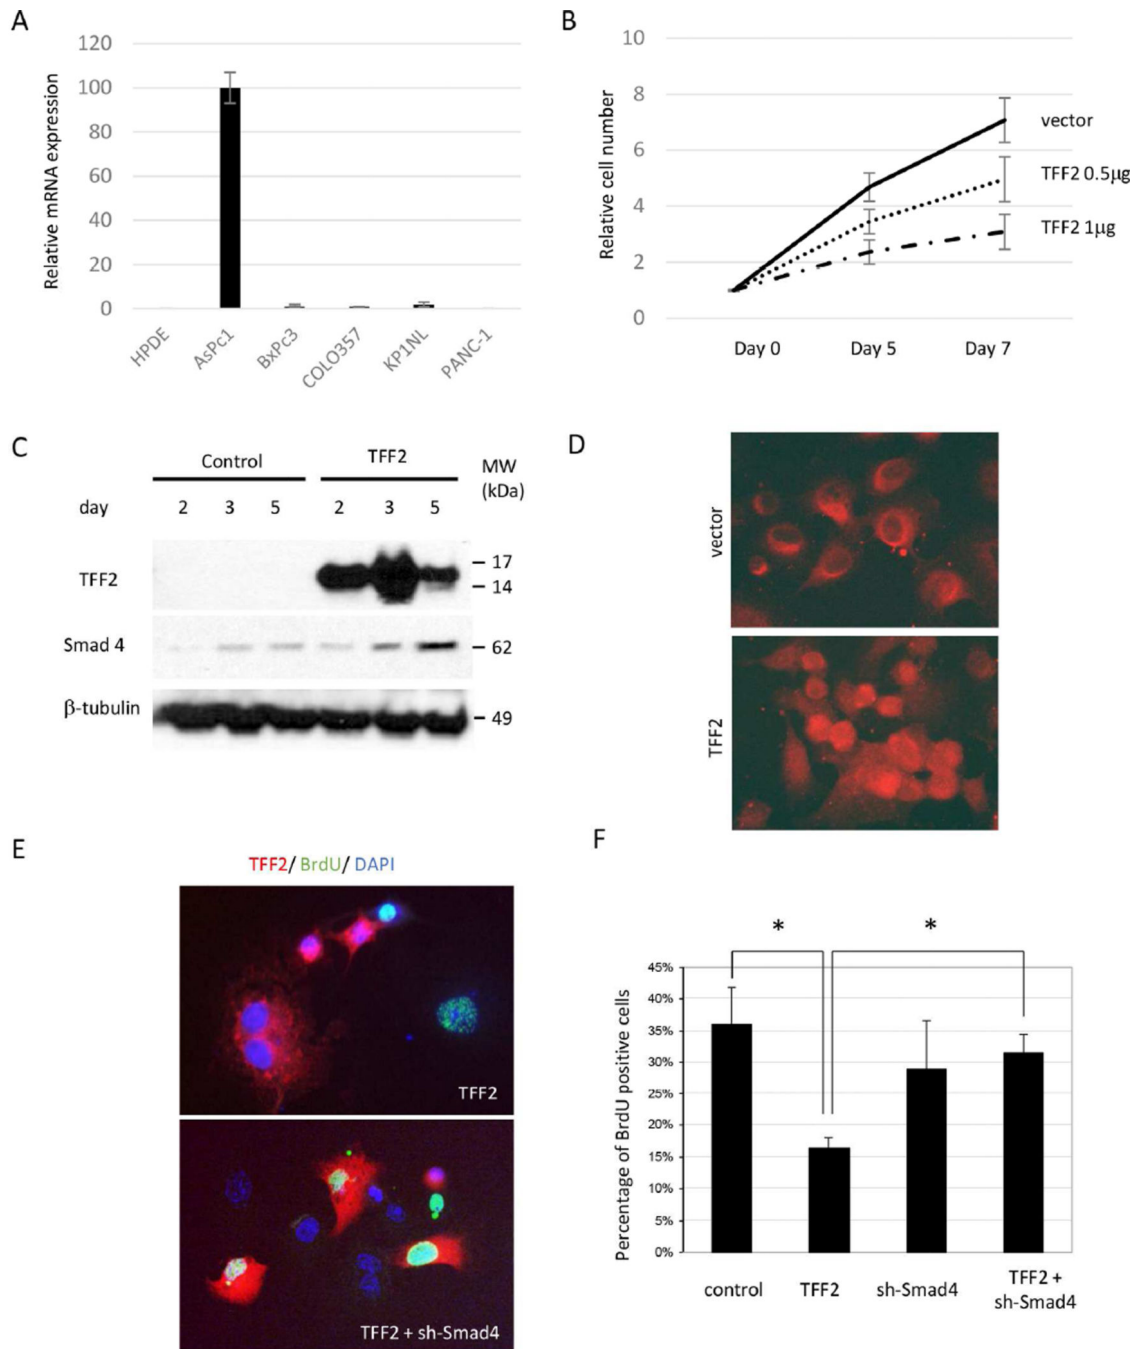 A
120
100
80
60
40
20
0
Relative mRNA expression
HPDE
AsPc1
BxPc3
COLO357
KP1NL
PANC-1
B
10
8
6
4
2
0
Relative cell number
vector
TFF2 0.5μg
TFF2 1μg
Day 0 Day 5 Day 7
C
Control TFF2 MW
(kDa)
day 2 3 5 2 3 5
TFF2
17
14
Smad 4 62
β-tubulin 49
D
vector
TFF2
E
TFF2/ BrdU/ DAPI
TFF2
TFF2 + sh-Smad4
F
* *
45%
40%
35%
30%
25%
20%
15%
10%
5%
0%
Percentage of BrdU positive cells
control TFF2 sh-Smad4 TFF2 +
sh-Smad4